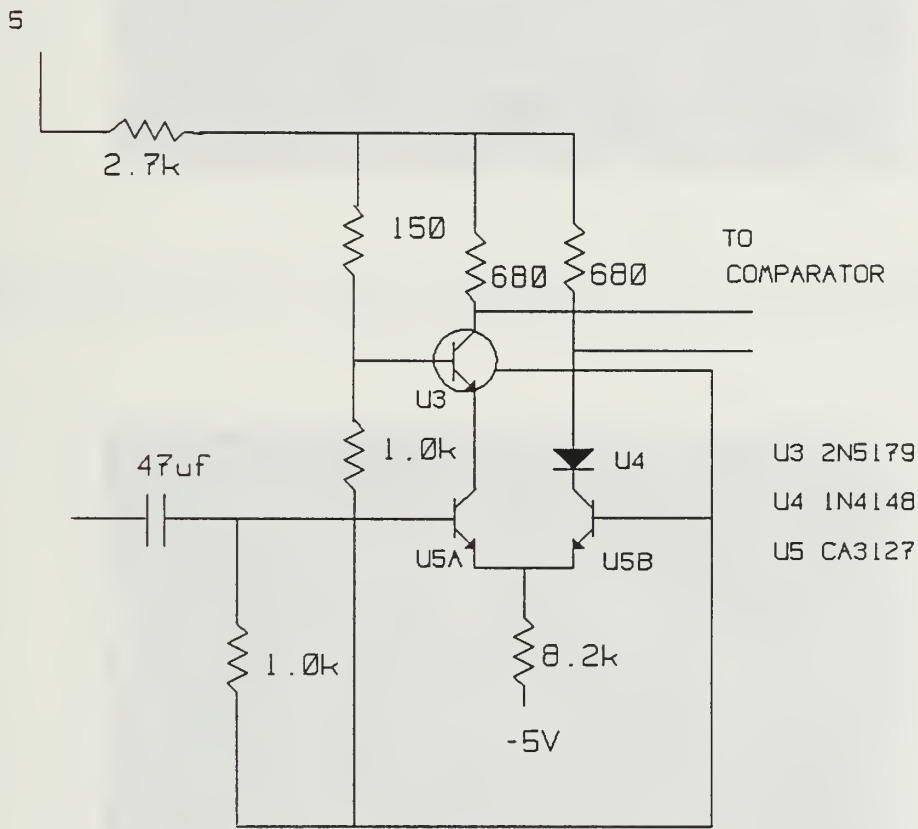 5
2.7k
150
680
680
TO
COMPARATOR
U3
1.0k
U4
47uf
U3 2N5179
U4 1N4148
U5 CA3127
U5A
U5B
1.0k
8.2k
-5V